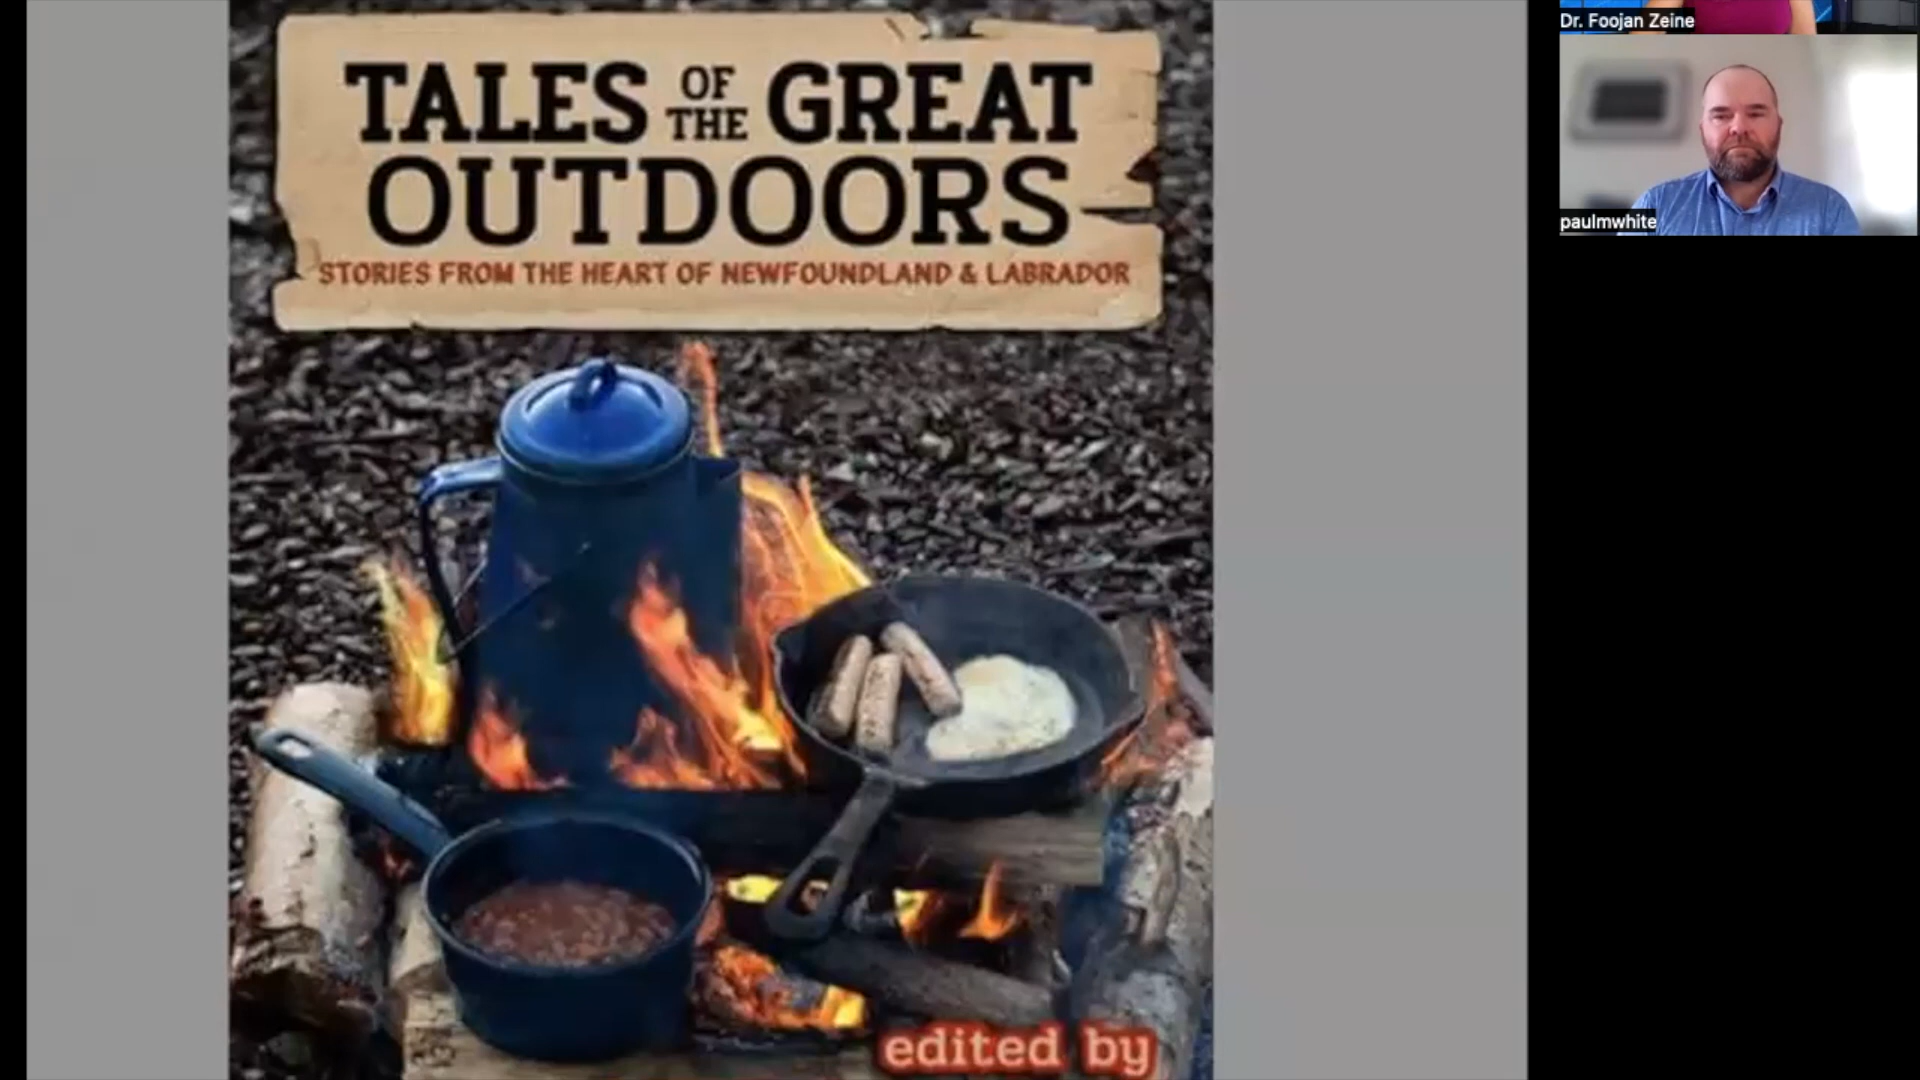 TALES OF THE GREAT
OUTDOORS
STORIES FROM THE HEART OF NEWFOUNDLAND & LABRADOR
edited by
Dr. Foojan Zeine
paulmwhite